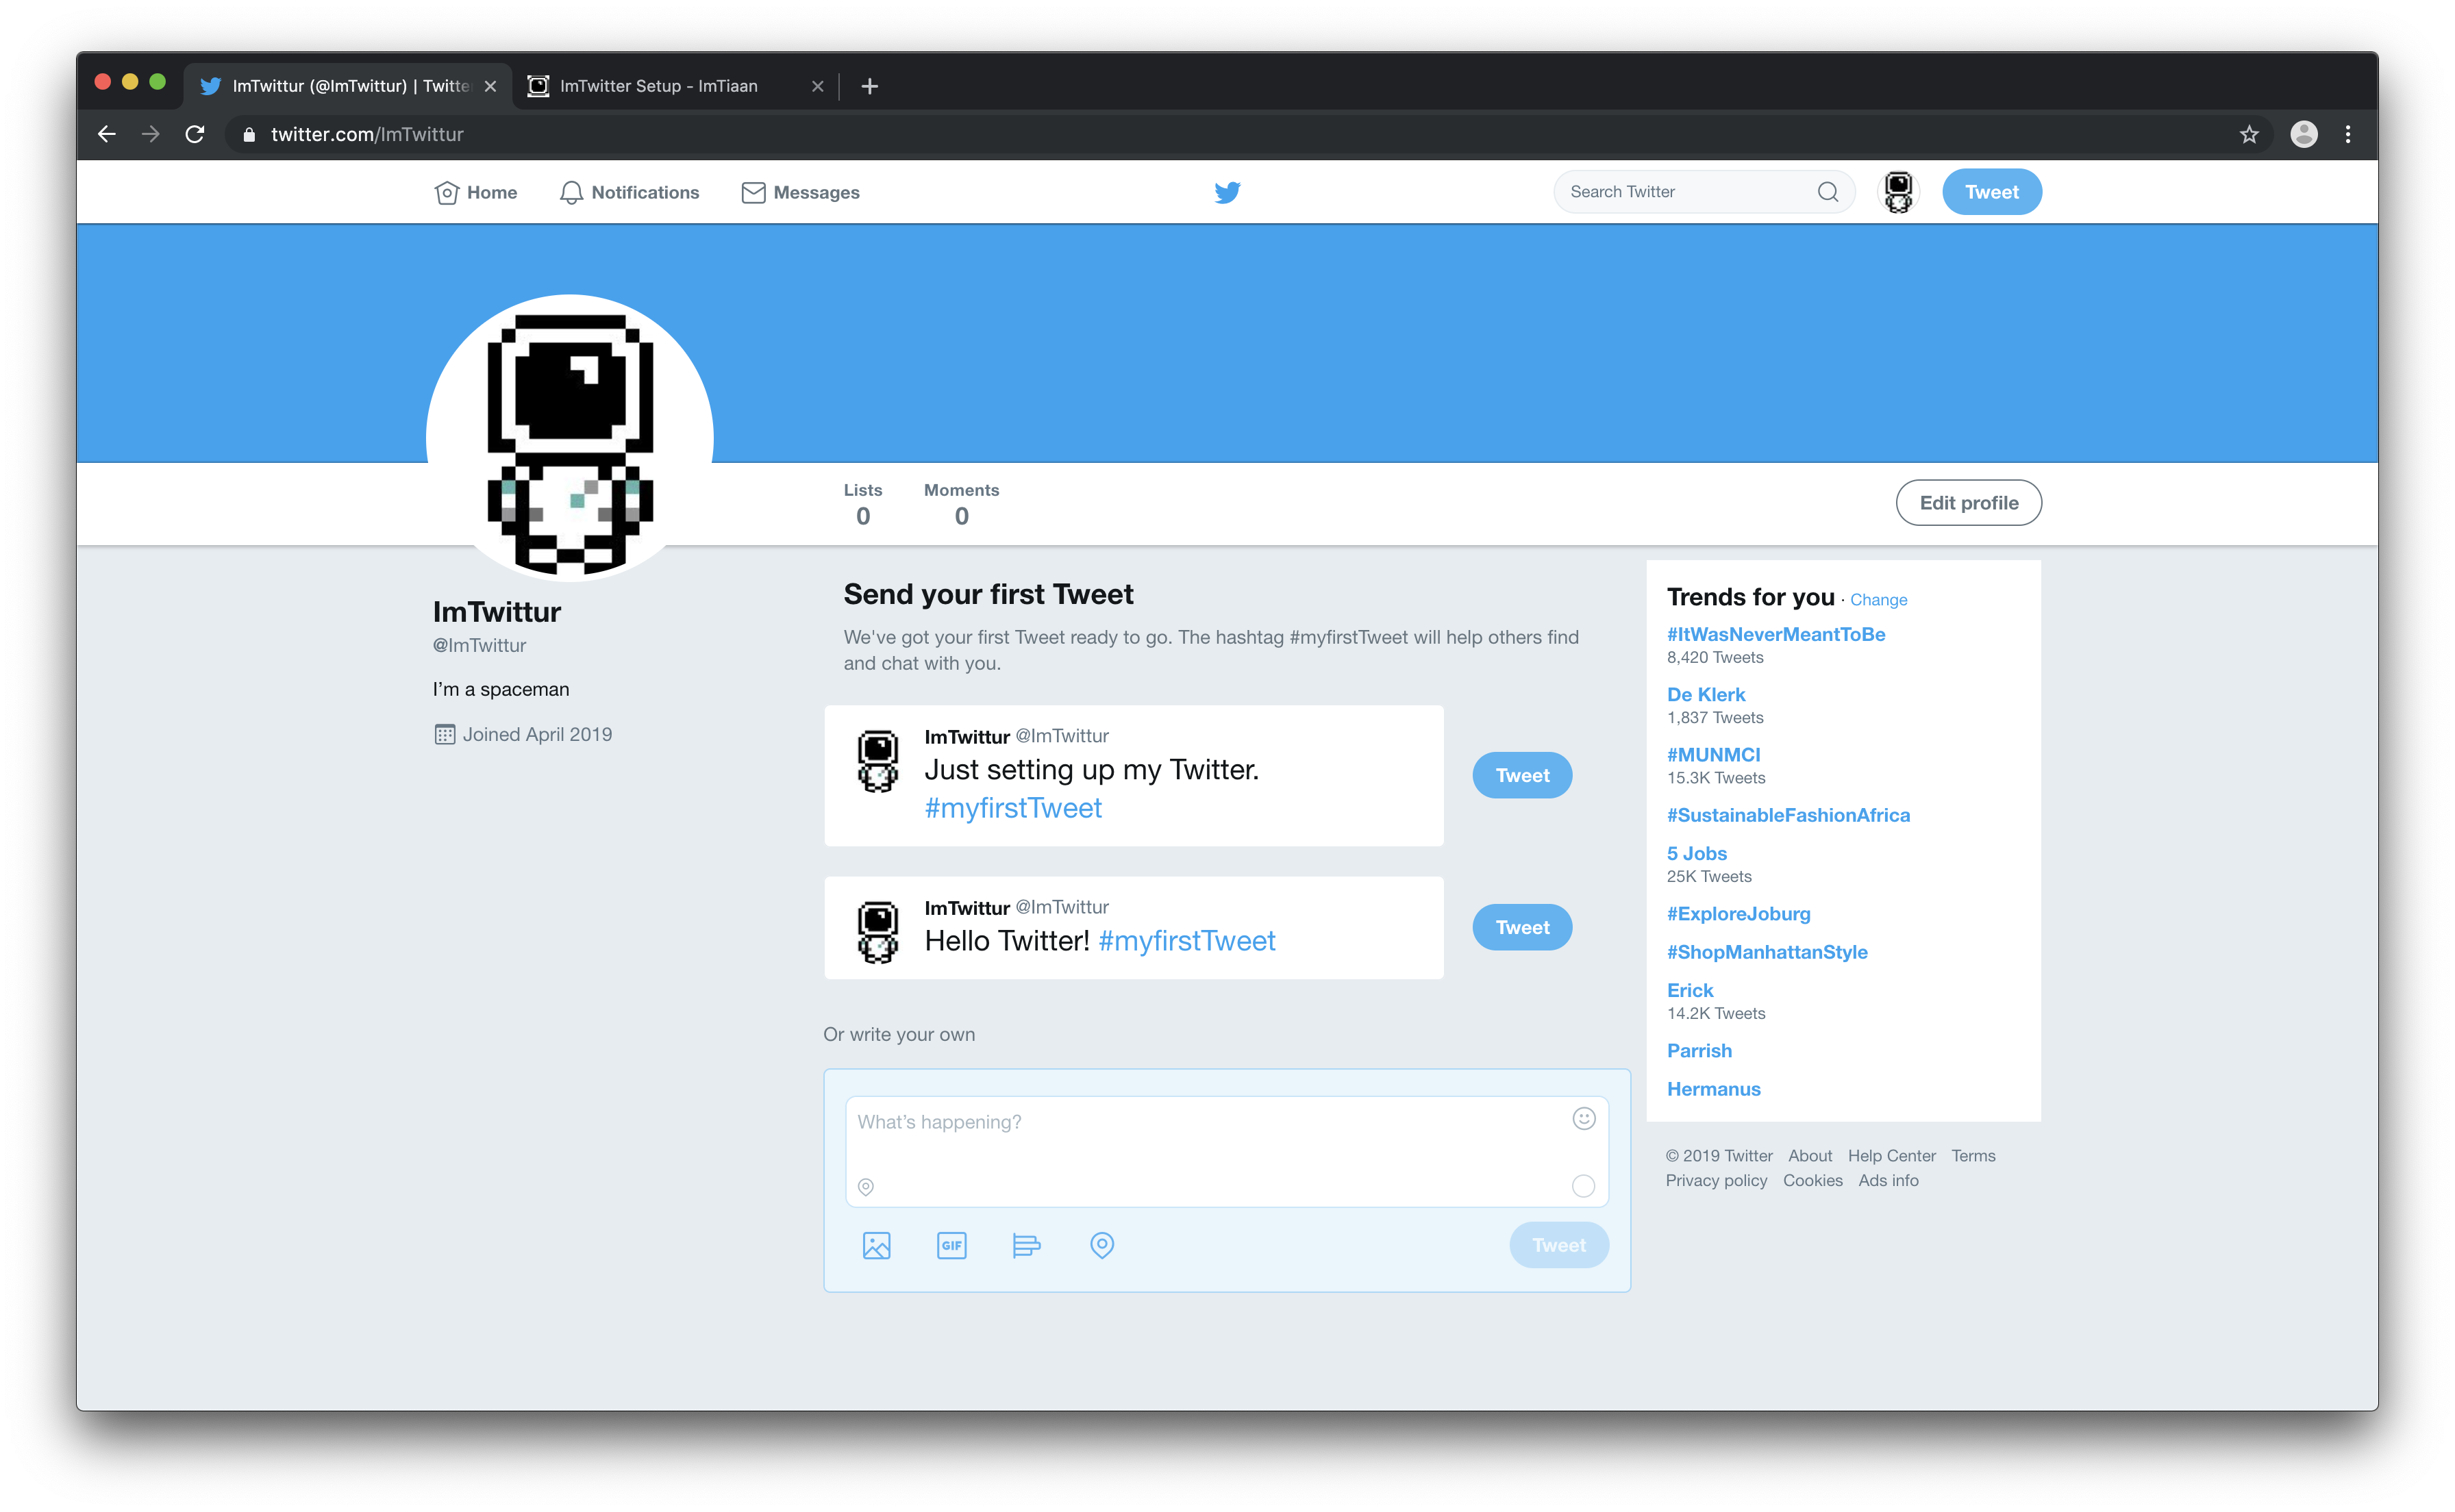 ImTwittur (@ImTwittur) | Twitte
ImTwitter Setup - ImTiaan
twitter.com/ImTwittur
Home
Notifications
Messages
Search Twitter
Tweet
Lists
0
Moments
0
Edit profile
ImTwittur
@ImTwittur
I'm a spaceman
Joined April 2019
Send your first Tweet
We've got your first Tweet ready to go. The hashtag #myfirstTweet will help others find
and chat with you.
ImTwittur @ImTwittur
Just setting up my Twitter.
#myfirstTweet
Tweet
ImTwittur @ImTwittur
Hello Twitter! #myfirstTweet
Tweet
Or write your own
What's happening?
GIF
Tweet
Trends for you · Change
#ItWasNeverMeantToBe
8,420 Tweets
De Klerk
1,837 Tweets
#MUNMCI
15.3K Tweets
#SustainableFashionAfrica
5 Jobs
25K Tweets
#ExploreJoburg
#ShopManhattanStyle
Erick
14.2K Tweets
Parrish
Hermanus
© 2019 Twitter About Help Center Terms
Privacy policy Cookies Ads info